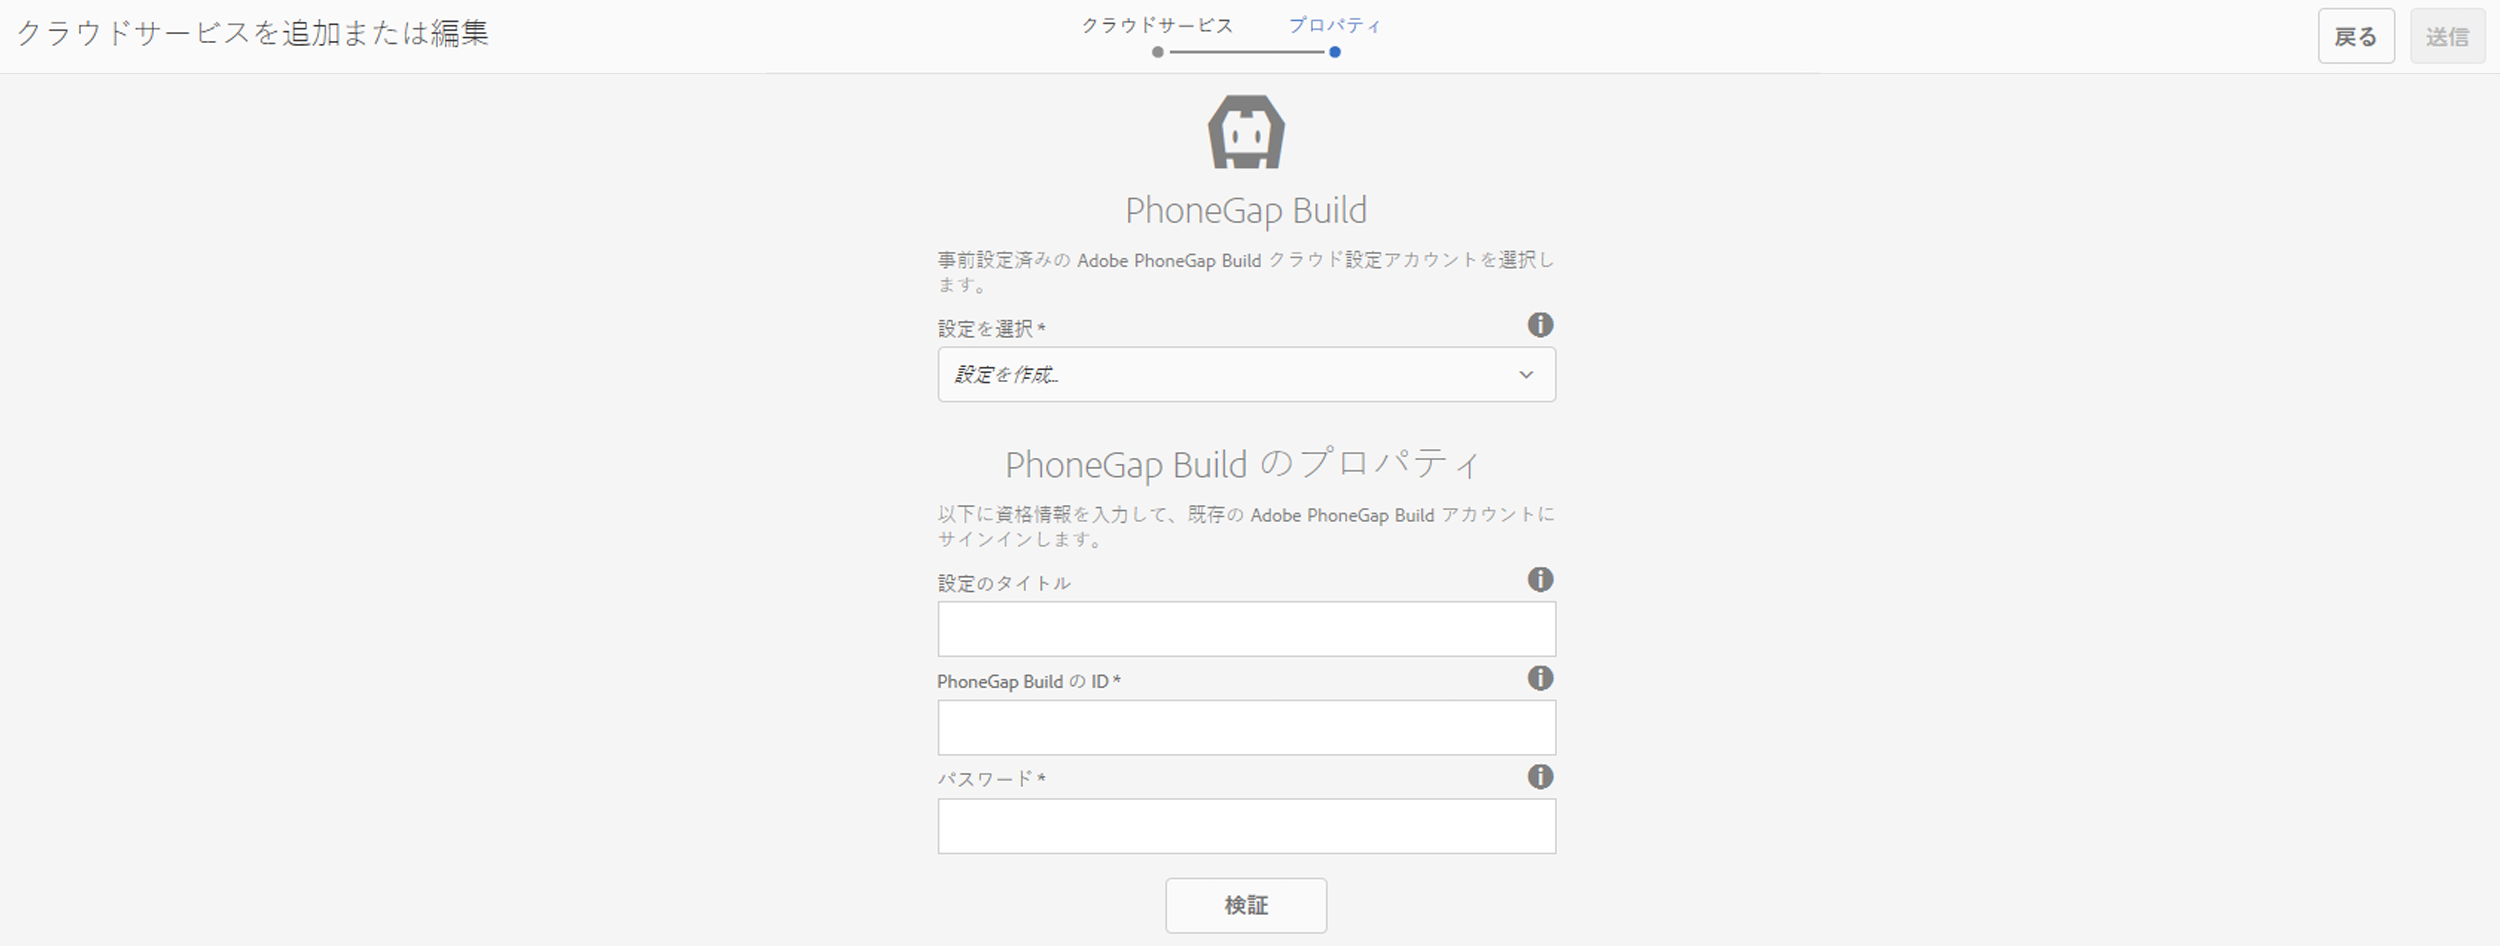 クラウドサービスを追加または編集
クラウドサービス
プロパティ
戻る
送信
PhoneGap Build
事前設定済みの Adobe PhoneGap Build クラウド設定アカウントを選択し
ます。
設定を選択 *
設定を作成...
PhoneGap Build のプロパティ
以下に資格情報を入力して、既存の Adobe PhoneGap Build アカウントに
サインインします。
設定のタイトル
PhoneGap Build の ID *
パスワード *
検証